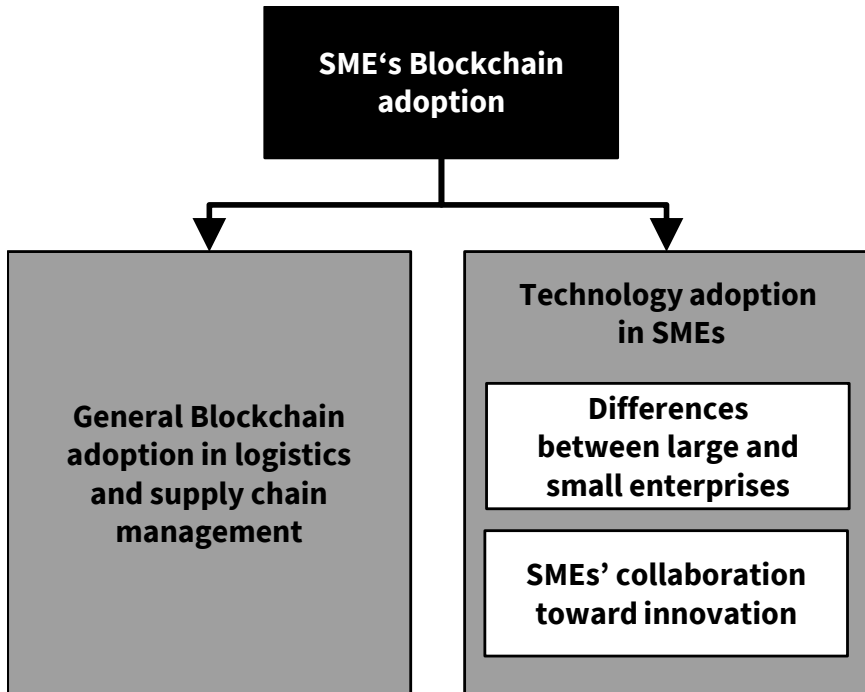 SME‘s Blockchain
adoption
General Blockchain
adoption in logistics
and supply chain
management
Technology adoption
in SMEs
Differences
between large and
small enterprises
SMEs’ collaboration
toward innovation